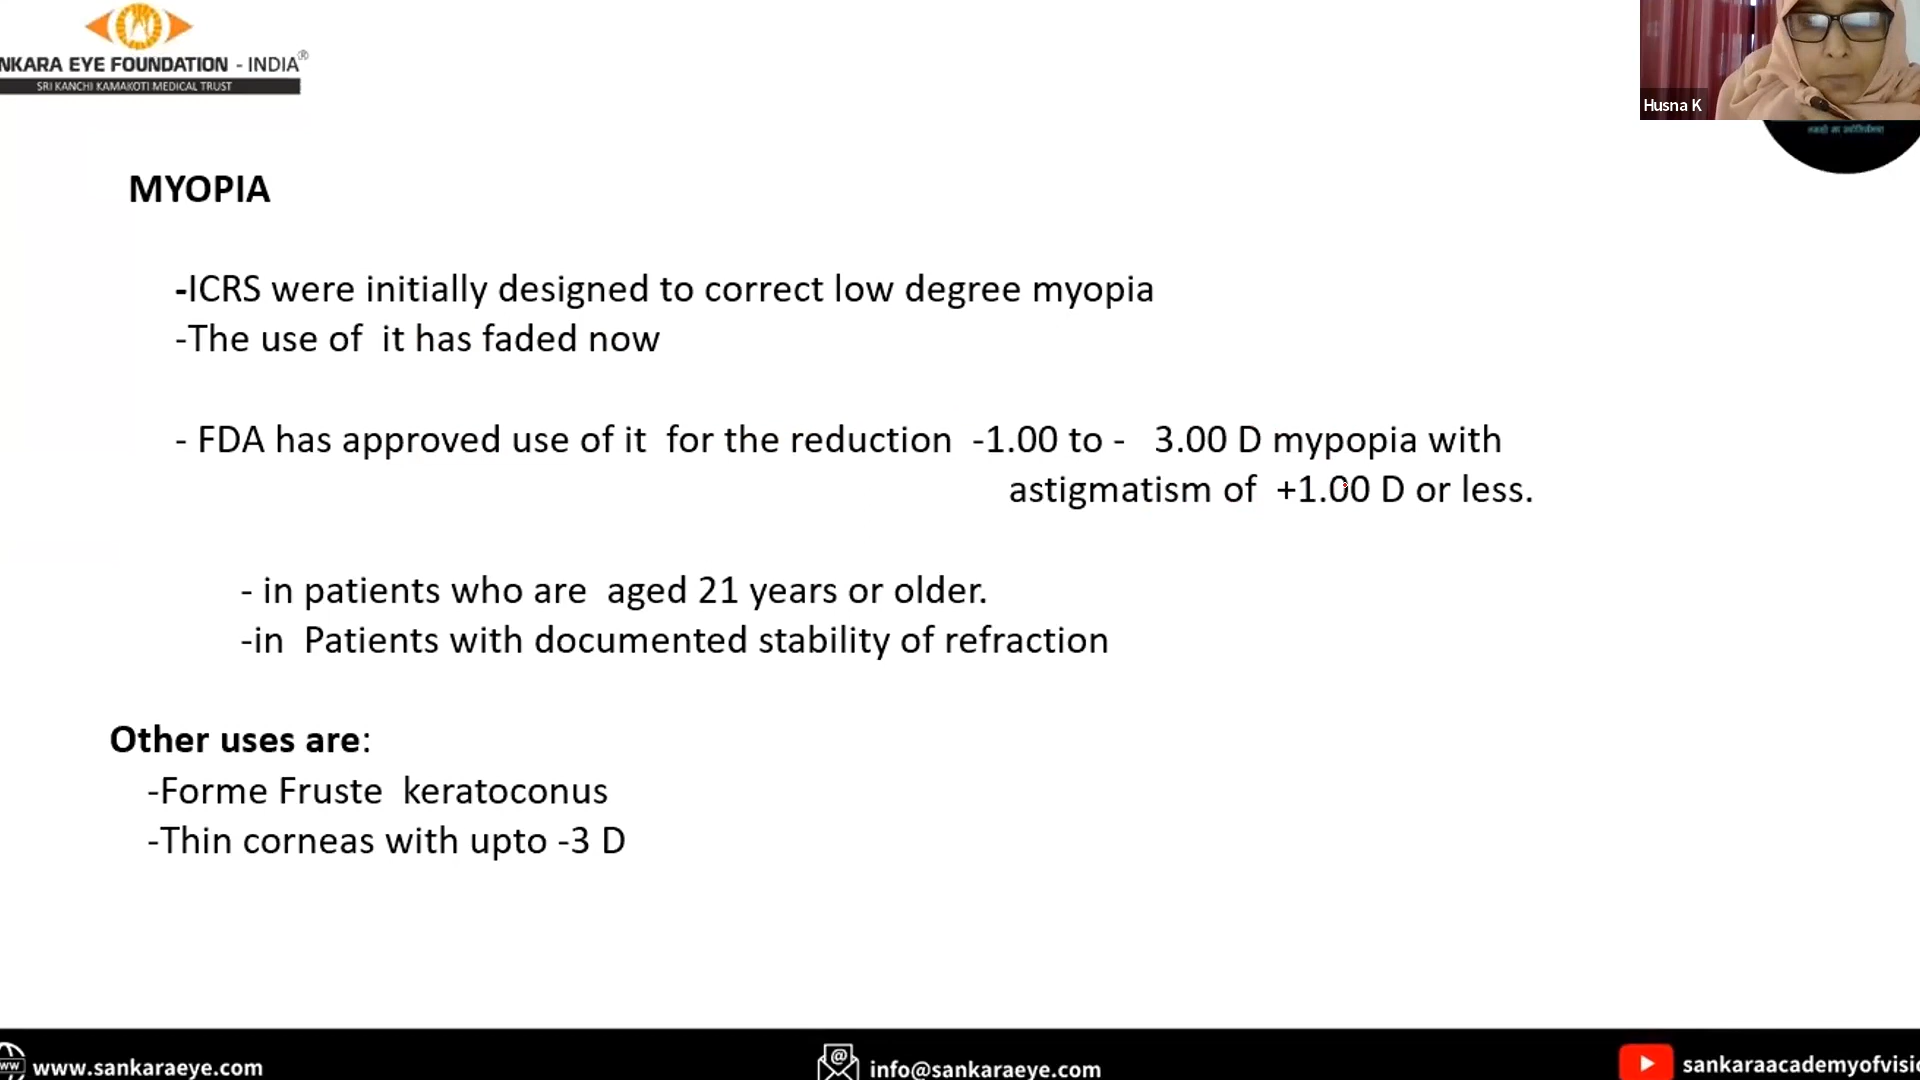 NKARA EYE FOUNDATION - INDIA®
SRI KANCHI KAMAKOTI MEDICAL TRUST
Husna K
MYOPIA
-ICRS were initially designed to correct low degree myopia
-The use of it has faded now
- FDA has approved use of it for the reduction -1.00 to - 3.00 D mypopia with
astigmatism of +1.00 D or less.
- in patients who are aged 21 years or older.
-in Patients with documented stability of refraction
Other uses are:
-Forme Fruste keratoconus
-Thin corneas with upto -3 D
www.sankaraeye.com
info@sankaraeye.com
sankaraacademyofvisi